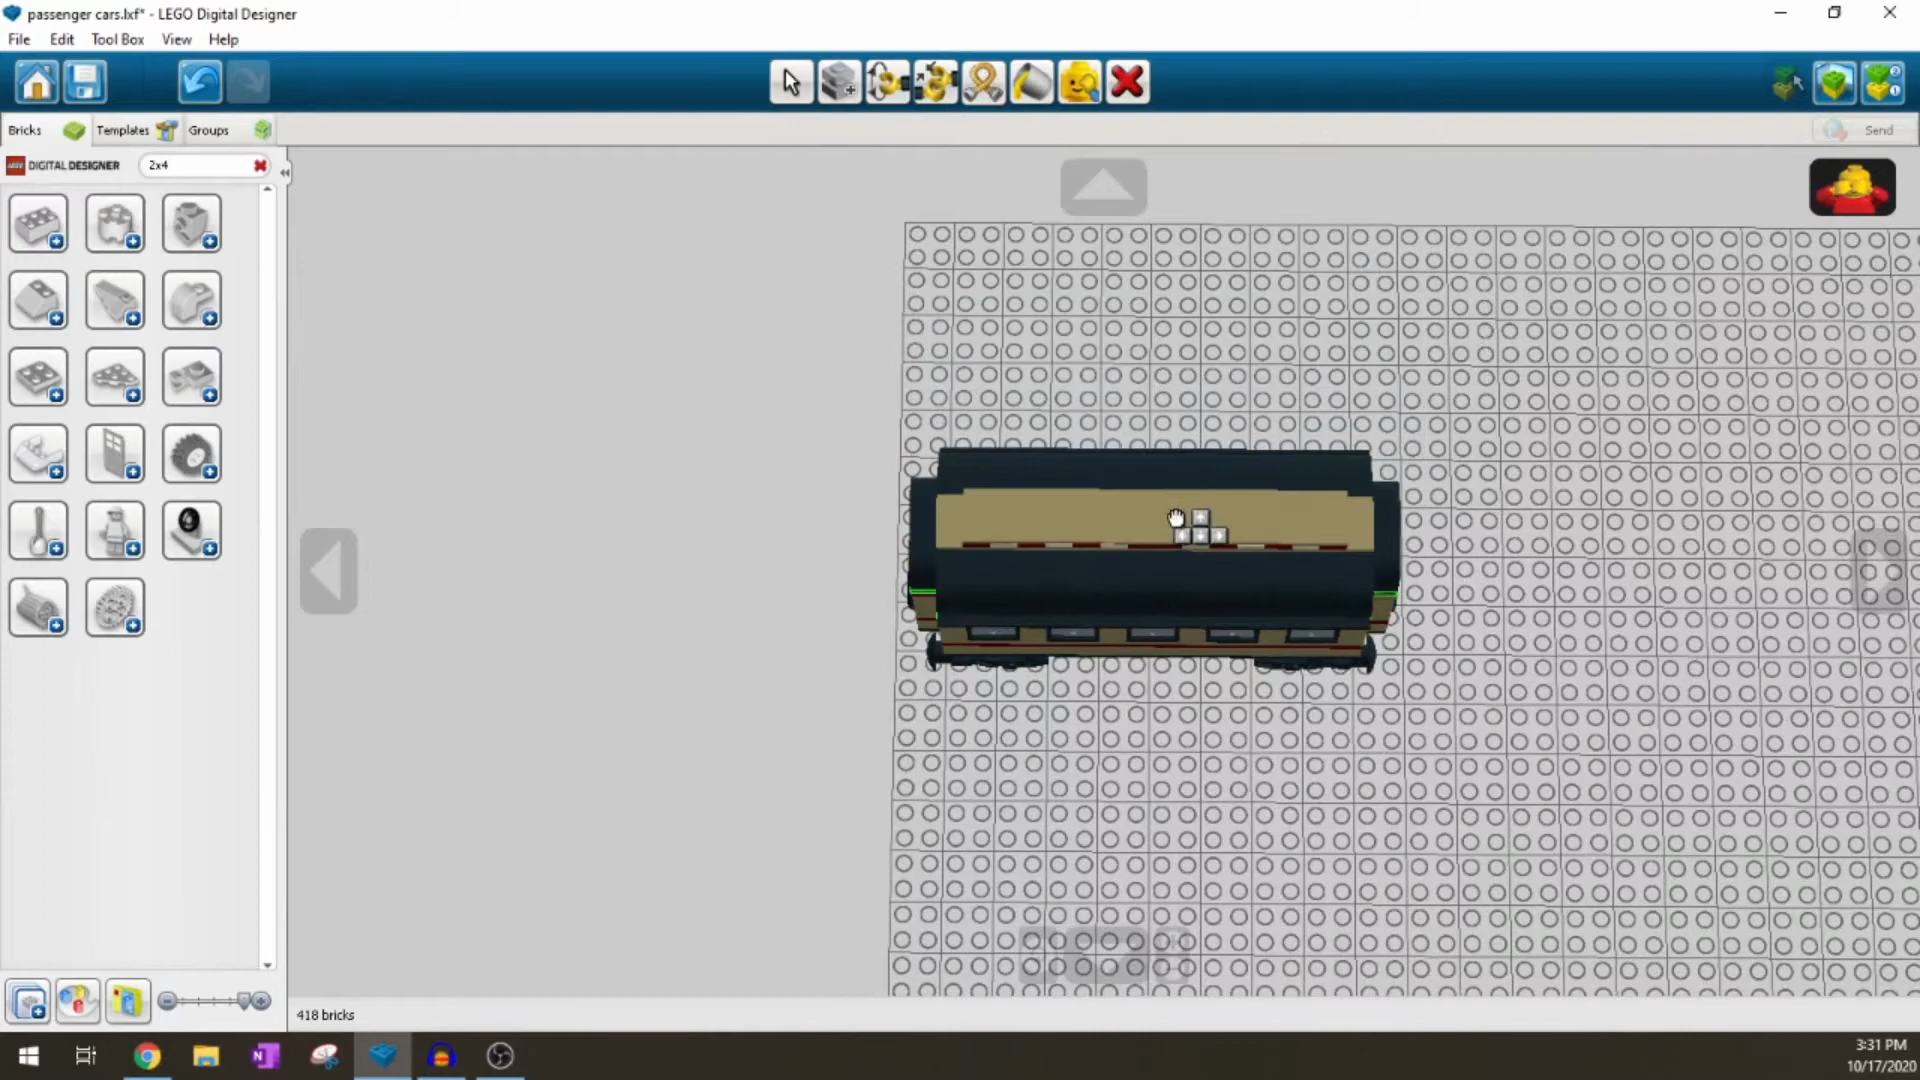 passenger cars.lxf* - LEGO Digital Designer
File Edit Tool Box View Help
Bricks Templates Groups
Send
DIGITAL DESIGNER 2x4
418 bricks
3:31 PM
10/17/2020